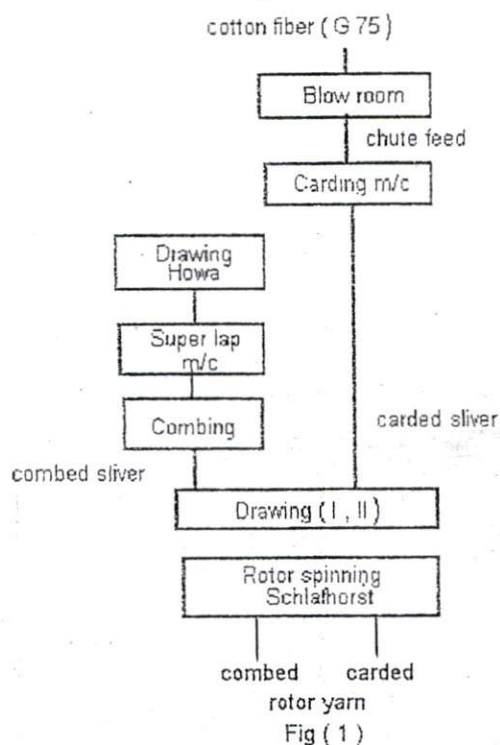 cotton fiber ( G 75 )
Blow room
chute feed
Carding m/c
Drawing
Howa
Super lap
m/c
Combing
carded sliver
combed sliver
Drawing ( I , II )
Rotor spinning
Schlafhorst
combed carded
rotor yarn
Fig ( 1 )